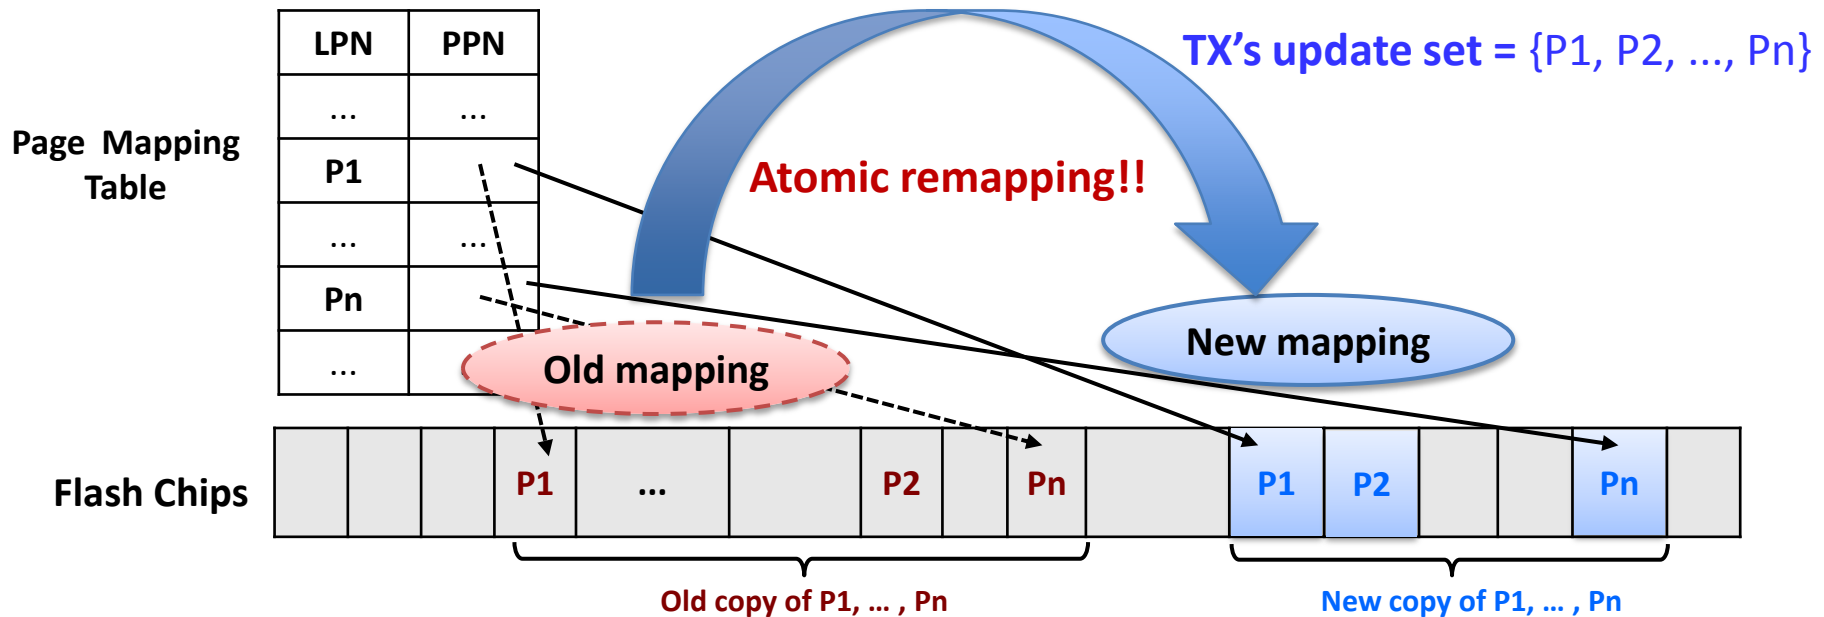 LPN PPN
... ...
P1
... ...
Pn
...
Page Mapping
Table
TX's update set = {P1, P2, ..., Pn}
Atomic remapping!!
Old mapping
New mapping
Flash Chips
P1 ... P2 Pn P1 P2 Pn
Old copy of P1, ... , Pn
New copy of P1, ... , Pn